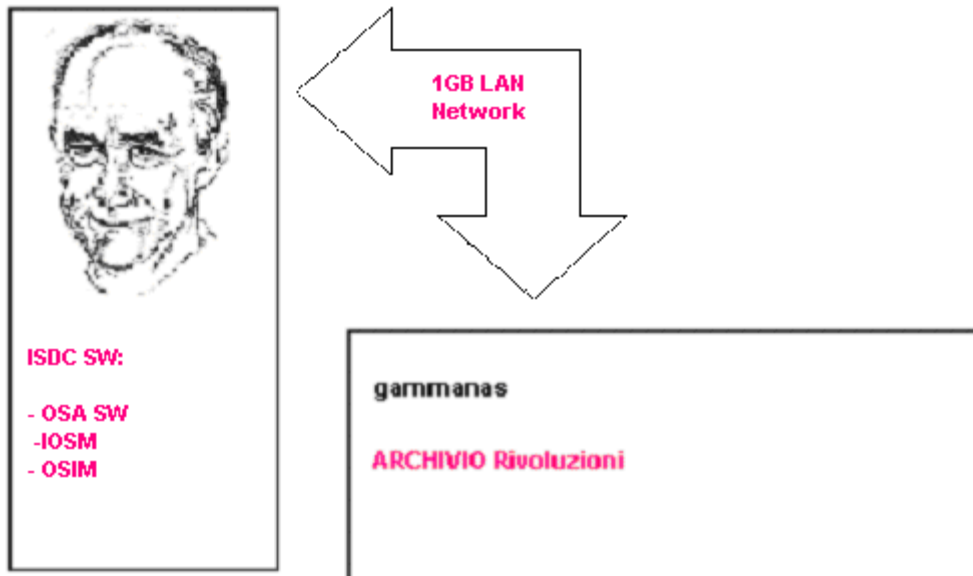 1GB LAN
Network
ISDC SW:
- OSA SW
-IOSM
- OSIM
gammanas
ARCHIVIO Rivoluzioni